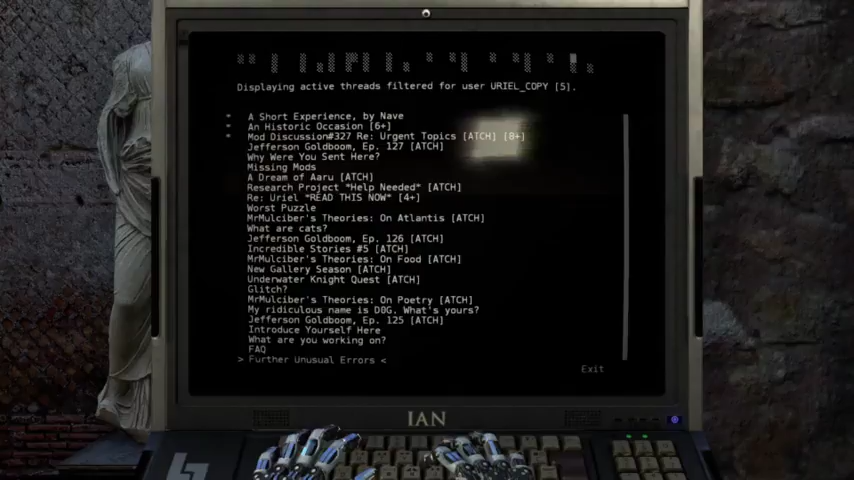 Displaying active threads filtered for user URIEL_COPY [5].
* A Short Experience, by Nave
* An Historic Occasion [6+]
* Mod Discussion#327 Re: Urgent Topics [ATCH] [8+]
Jefferson Goldboom, Ep. 127 [ATCH]
Why Were You Sent Here?
Missing Mods
A Dream of Aaru [ATCH]
Research Project *Help Needed* [ATCH]
Re: Uriel *READ THIS NOW* [4+]
Worst Puzzle
MrMulciber's Theories: On Atlantis [ATCH]
What are cats?
Jefferson Goldboom, Ep. 126 [ATCH]
Incredible Stories #5 [ATCH]
MrMulciber's Theories: On Food [ATCH]
New Gallery Season [ATCH]
Underwater Knight Quest [ATCH]
Glitch?
MrMulciber's Theories: On Poetry [ATCH]
My ridiculous name is D0G. What's yours?
Jefferson Goldboom, Ep. 125 [ATCH]
Introduce Yourself Here
What are you working on?
FAQ
> Further Unusual Errors <
Exit
IAN